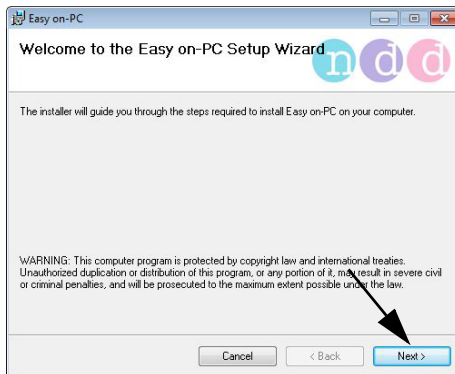 Easy on-PC
Welcome to the Easy on-PC Setup Wizard
n d d
The installer will guide you through the steps required to install Easy on-PC on your computer.
WARNING: This computer program is protected by copyright law and international treaties.
Unauthorized duplication or distribution of this program, or any portion of it, may result in severe civil
or criminal penalties, and will be prosecuted to the maximum extent possible under the law.
Cancel
< Back
Next >